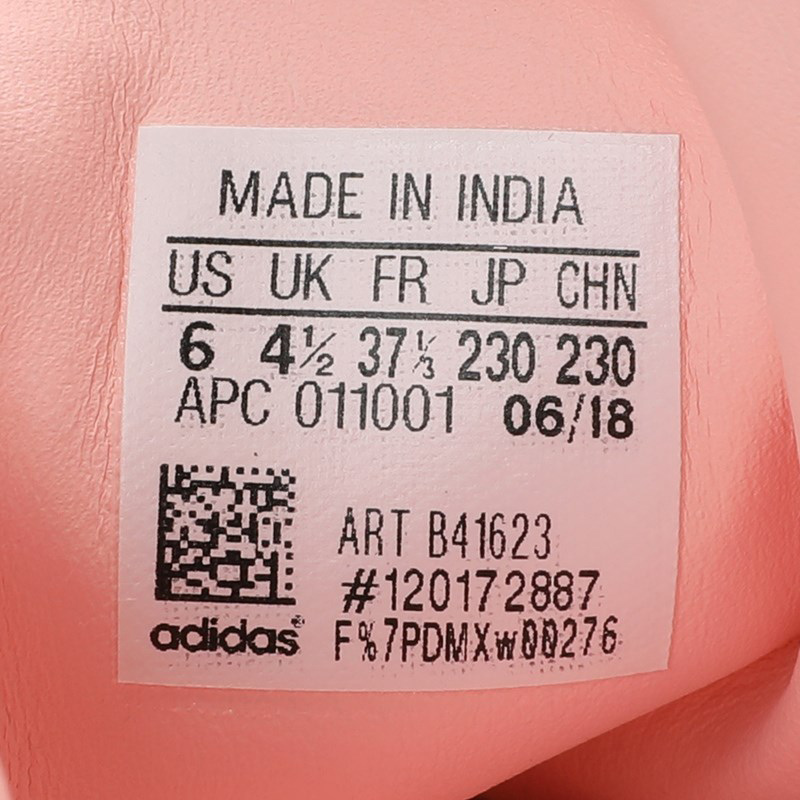 MADE IN INDIA
US UK FR JP CHN
6 4½ 37⅓ 230 230
APC 011001 06/18
ART B41623
#120172887
adidas® F%7PDMXw00276